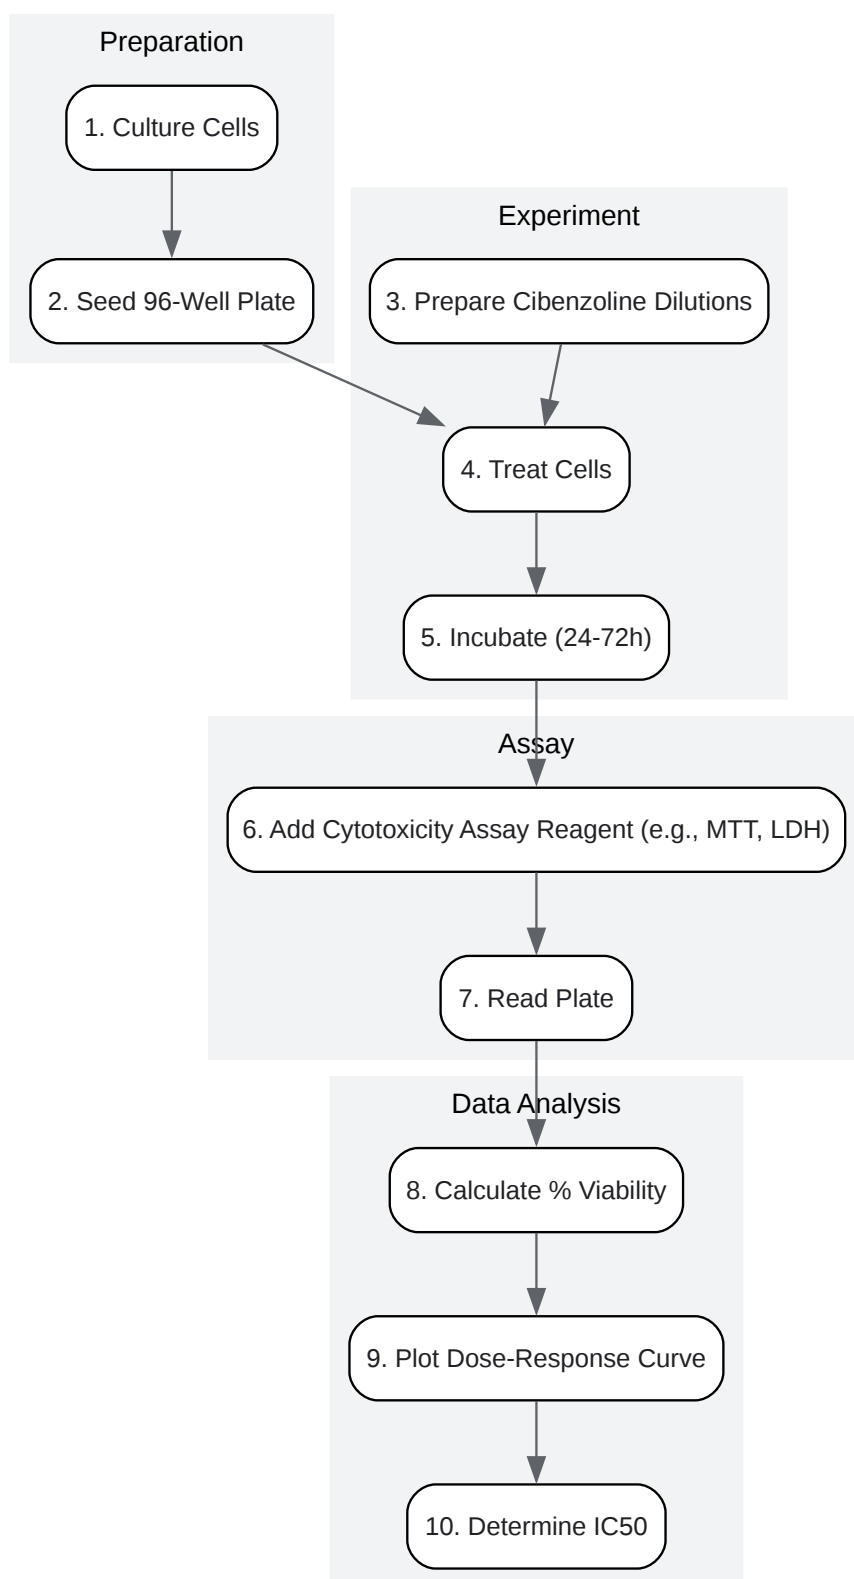 Preparation
1. Culture Cells
2. Seed 96-Well Plate
Experiment
3. Prepare Cibenzoline Dilutions
4. Treat Cells
5. Incubate (24-72h)
Assay
6. Add Cytotoxicity Assay Reagent (e.g., MTT, LDH)
7. Read Plate
Data Analysis
8. Calculate % Viability
9. Plot Dose-Response Curve
10. Determine IC50